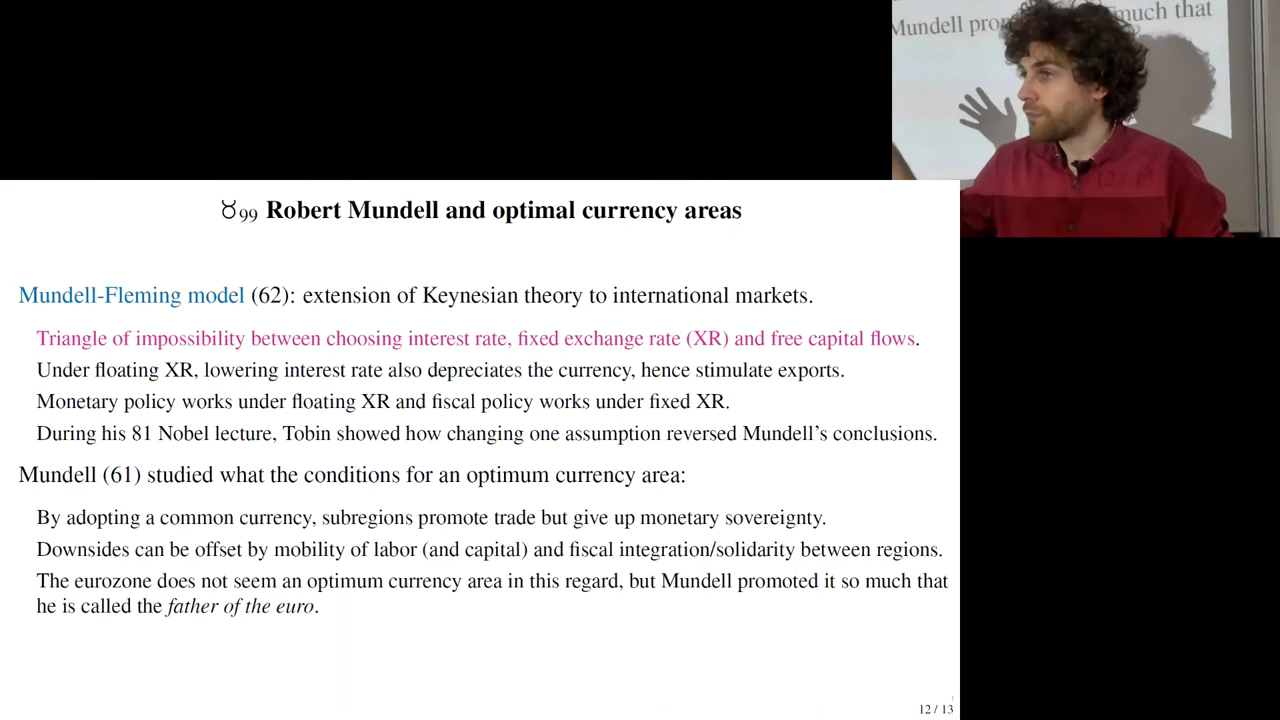 Mundell pro much that
♉99 Robert Mundell and optimal currency areas
Mundell-Fleming model (62): extension of Keynesian theory to international markets.
Triangle of impossibility between choosing interest rate, fixed exchange rate (XR) and free capital flows.
Under floating XR, lowering interest rate also depreciates the currency, hence stimulate exports.
Monetary policy works under floating XR and fiscal policy works under fixed XR.
During his 81 Nobel lecture, Tobin showed how changing one assumption reversed Mundell's conclusions.
Mundell (61) studied what the conditions for an optimum currency area:
By adopting a common currency, subregions promote trade but give up monetary sovereignty.
Downsides can be offset by mobility of labor (and capital) and fiscal integration/solidarity between regions.
The eurozone does not seem an optimum currency area in this regard, but Mundell promoted it so much that
he is called the father of the euro.
12 / 13